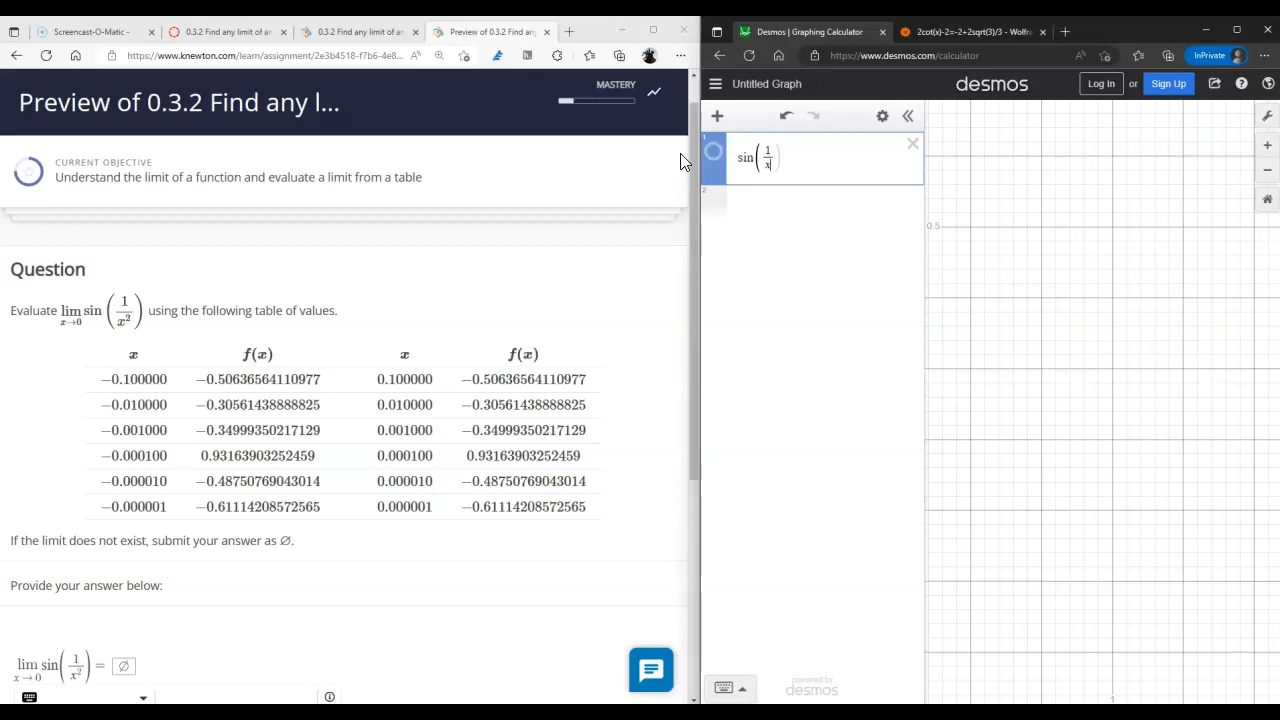 Screencast-O-Matic -
0.3.2 Find any limit of an
0.3.2 Find any limit of an
Preview of 0.3.2 Find any
https://www.knewton.com/learn/assignment/2e3b4518-f7b6-4e8...
Preview of 0.3.2 Find any l...
MASTERY
CURRENT OBJECTIVE
Understand the limit of a function and evaluate a limit from a table
Question
Evaluate lim x→0 sin(1/x²) using the following table of values.
x f(x) x f(x)
−0.100000 −0.50636564110977 0.100000 −0.50636564110977
−0.010000 −0.30561438888825 0.010000 −0.30561438888825
−0.001000 −0.34999350217129 0.001000 −0.34999350217129
−0.000100 0.93163903252459 0.000100 0.93163903252459
−0.000010 −0.48750769043014 0.000010 −0.48750769043014
−0.000001 −0.61114208572565 0.000001 −0.61114208572565
If the limit does not exist, submit your answer as ∅.
Provide your answer below:
lim x→0 sin(1/x²) = ∅
Desmos | Graphing Calculator
2cot(x)-2=-2+2sqrt(3)/3 - Wolfr
https://www.desmos.com/calculator
InPrivate
Untitled Graph
desmos
Log In or Sign Up
1
sin(1/x)
2
0.5
1
powered by
desmos